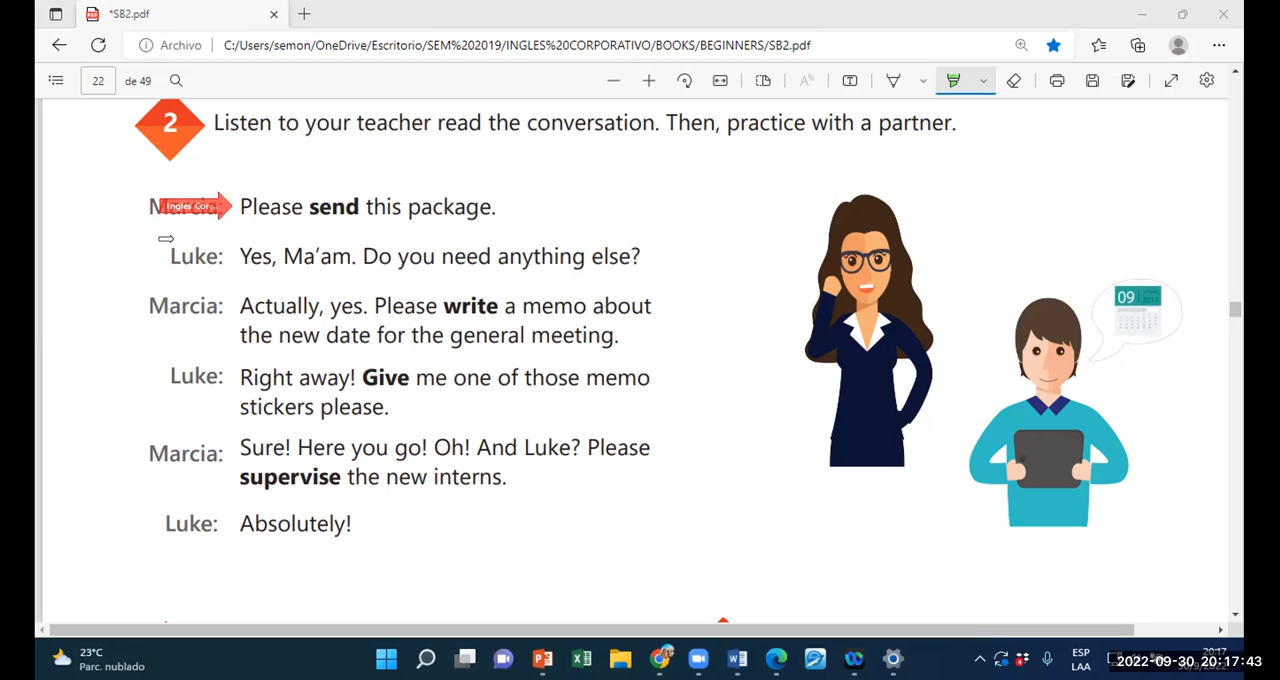 *SB2.pdf
Archivo
C:/Users/semon/OneDrive/Escritorio/SEM%202019/INGLES%20CORPORATIVO/BOOKS/BEGINNERS/SB2.pdf
22 de 49
2 Listen to your teacher read the conversation. Then, practice with a partner.
Marcia: Please send this package.
Ingles Cor...
Luke: Yes, Ma'am. Do you need anything else?
Marcia: Actually, yes. Please write a memo about
the new date for the general meeting.
Luke: Right away! Give me one of those memo
stickers please.
Marcia: Sure! Here you go! Oh! And Luke? Please
supervise the new interns.
Luke: Absolutely!
09
23°C
Parc. nublado
ESP
LAA
20:17
2022-09-30 20:17:43